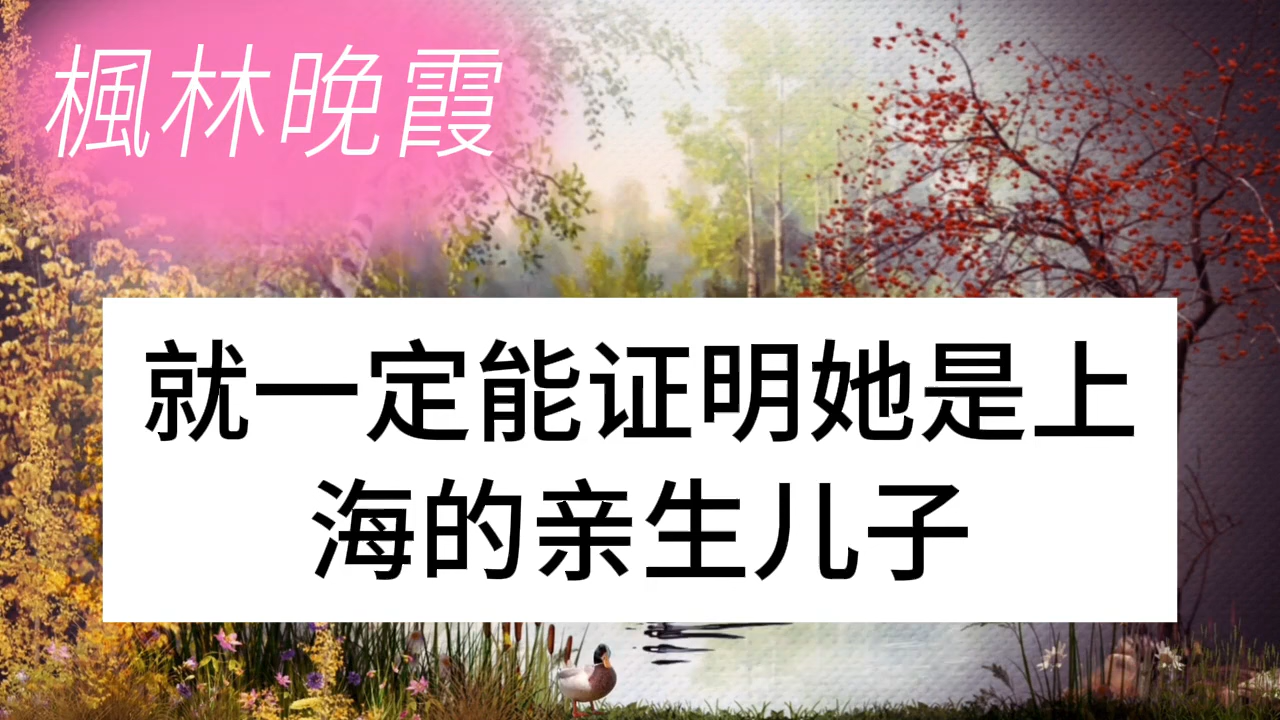 楓林晚霞
就一定能证明她是上
海的亲生儿子